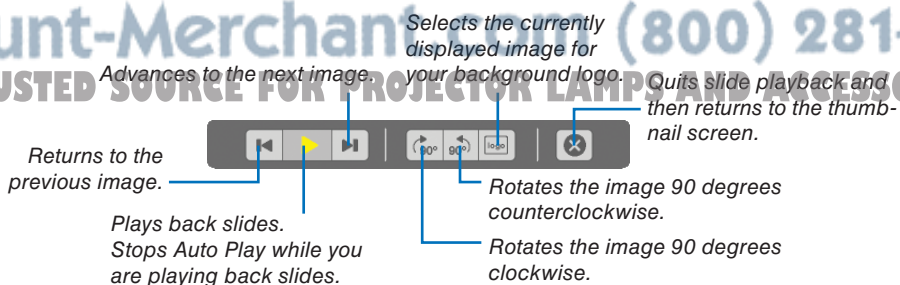 unt-Merchant.com (800) 281-
USTED SOURCE FOR PROJECTOR LAMPS AND ACCESSO
Selects the currently
displayed image for
your background logo.
Advances to the next image.
Quits slide playback and
then returns to the thumb-
nail screen.
90°
90°
logo
Returns to the
previous image.
Plays back slides.
Stops Auto Play while you
are playing back slides.
Rotates the image 90 degrees
counterclockwise.
Rotates the image 90 degrees
clockwise.